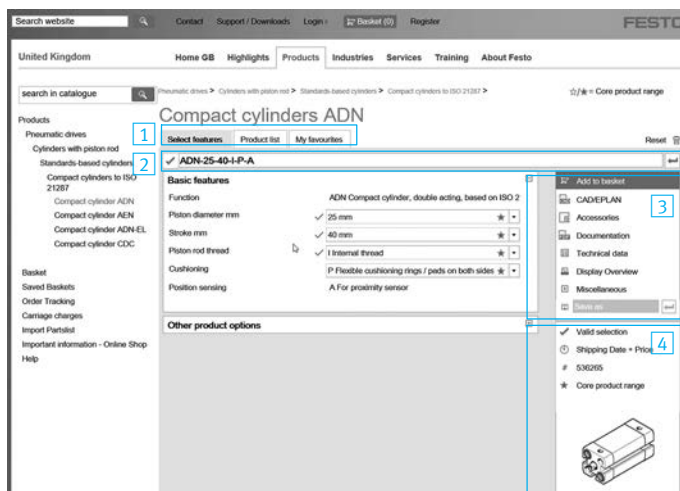 Search website
Contact Support / Downloads Login Basket (0) Register
FESTO
United Kingdom
Home GB Highlights Products Industries Services Training About Festo
search in catalogue
Pneumatic drives > Cylinders with piston rod > Standards-based cylinders > Compact cylinders to ISO 21287 >
☆/★ = Core product range
Compact cylinders ADN
1
Select features Product list My favourites
Reset
2
ADN-25-40-I-P-A
Products
Pneumatic drives
Cylinders with piston rod
Standards-based cylinders
Compact cylinders to ISO
21287
Compact cylinder ADN
Compact cylinder AEN
Compact cylinder ADN-EL
Compact cylinder CDC
Basket
Saved Baskets
Order Tracking
Carriage charges
Import Partslist
Important information - Online Shop
Help
Basic features
Function ADN Compact cylinder, double acting, based on ISO 2
Piston diameter mm 25 mm
Stroke mm 40 mm
Piston rod thread I Internal thread
Cushioning P Flexible cushioning rings / pads on both sides
Position sensing A For proximity sensor
Other product options
3
Add to basket
CAD/EPLAN
Accessories
Documentation
Technical data
Display Overview
Miscellaneous
Save as
4
Valid selection
Shipping Date + Price
# 536265
Core product range